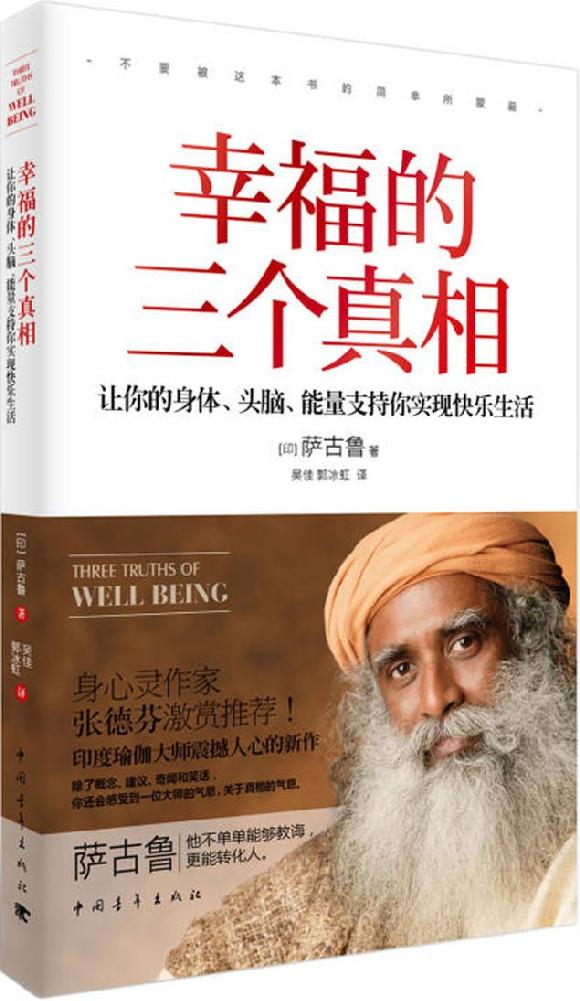 THREE
TRUTHS
OF
WELL
BEING
幸福的三个真相
让你的身体、头脑、能量支持你实现快乐生活
[印] 萨古鲁 著
吴佳
郭冰虹 译
中国青年出版社
· 不要被这本书的简单所蒙蔽 ·
幸福的
三个真相
让你的身体、头脑、能量支持你实现快乐生活
[印] 萨古鲁 著
吴佳 郭冰虹 译
THREE TRUTHS OF
WELL BEING
身心灵作家
张德芬激赏推荐！
印度瑜伽大师震撼人心的新作
除了概念、建议、奇闻和笑话，
你还会感受到一位大师的气息，关于真相的气息。
萨古鲁
他不单单能够教诲，
更能转化人。
中国青年出版社